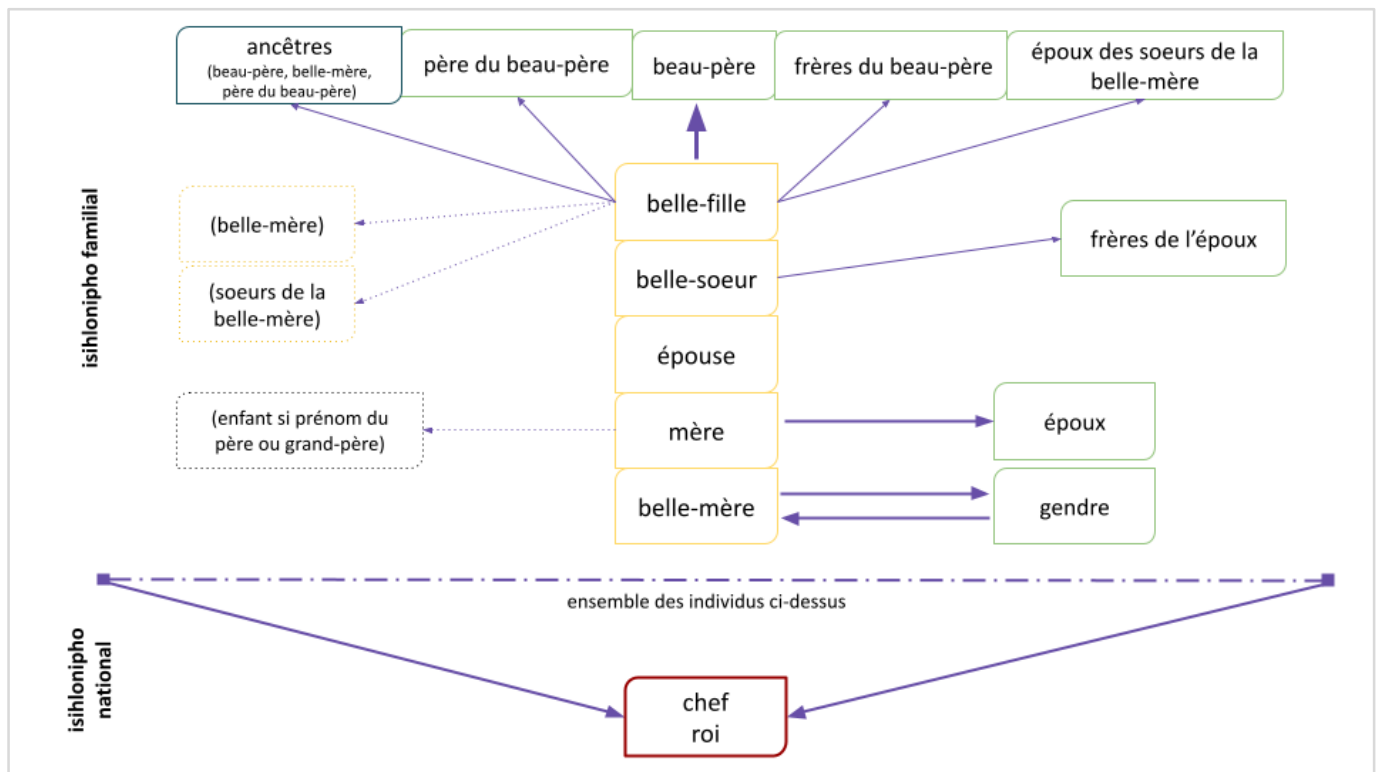 ancêtres
(beau-père, belle-mère,
père du beau-père)
père du beau-père
beau-père
frères du beau-père
époux des soeurs de la
belle-mère
isihlonipho familial
belle-fille
(belle-mère)
frères de l’époux
belle-soeur
(soeurs de la
belle-mère)
épouse
(enfant si prénom du
père ou grand-père)
mère
époux
belle-mère
gendre
ensemble des individus ci-dessus
isihlonipho
national
chef
roi